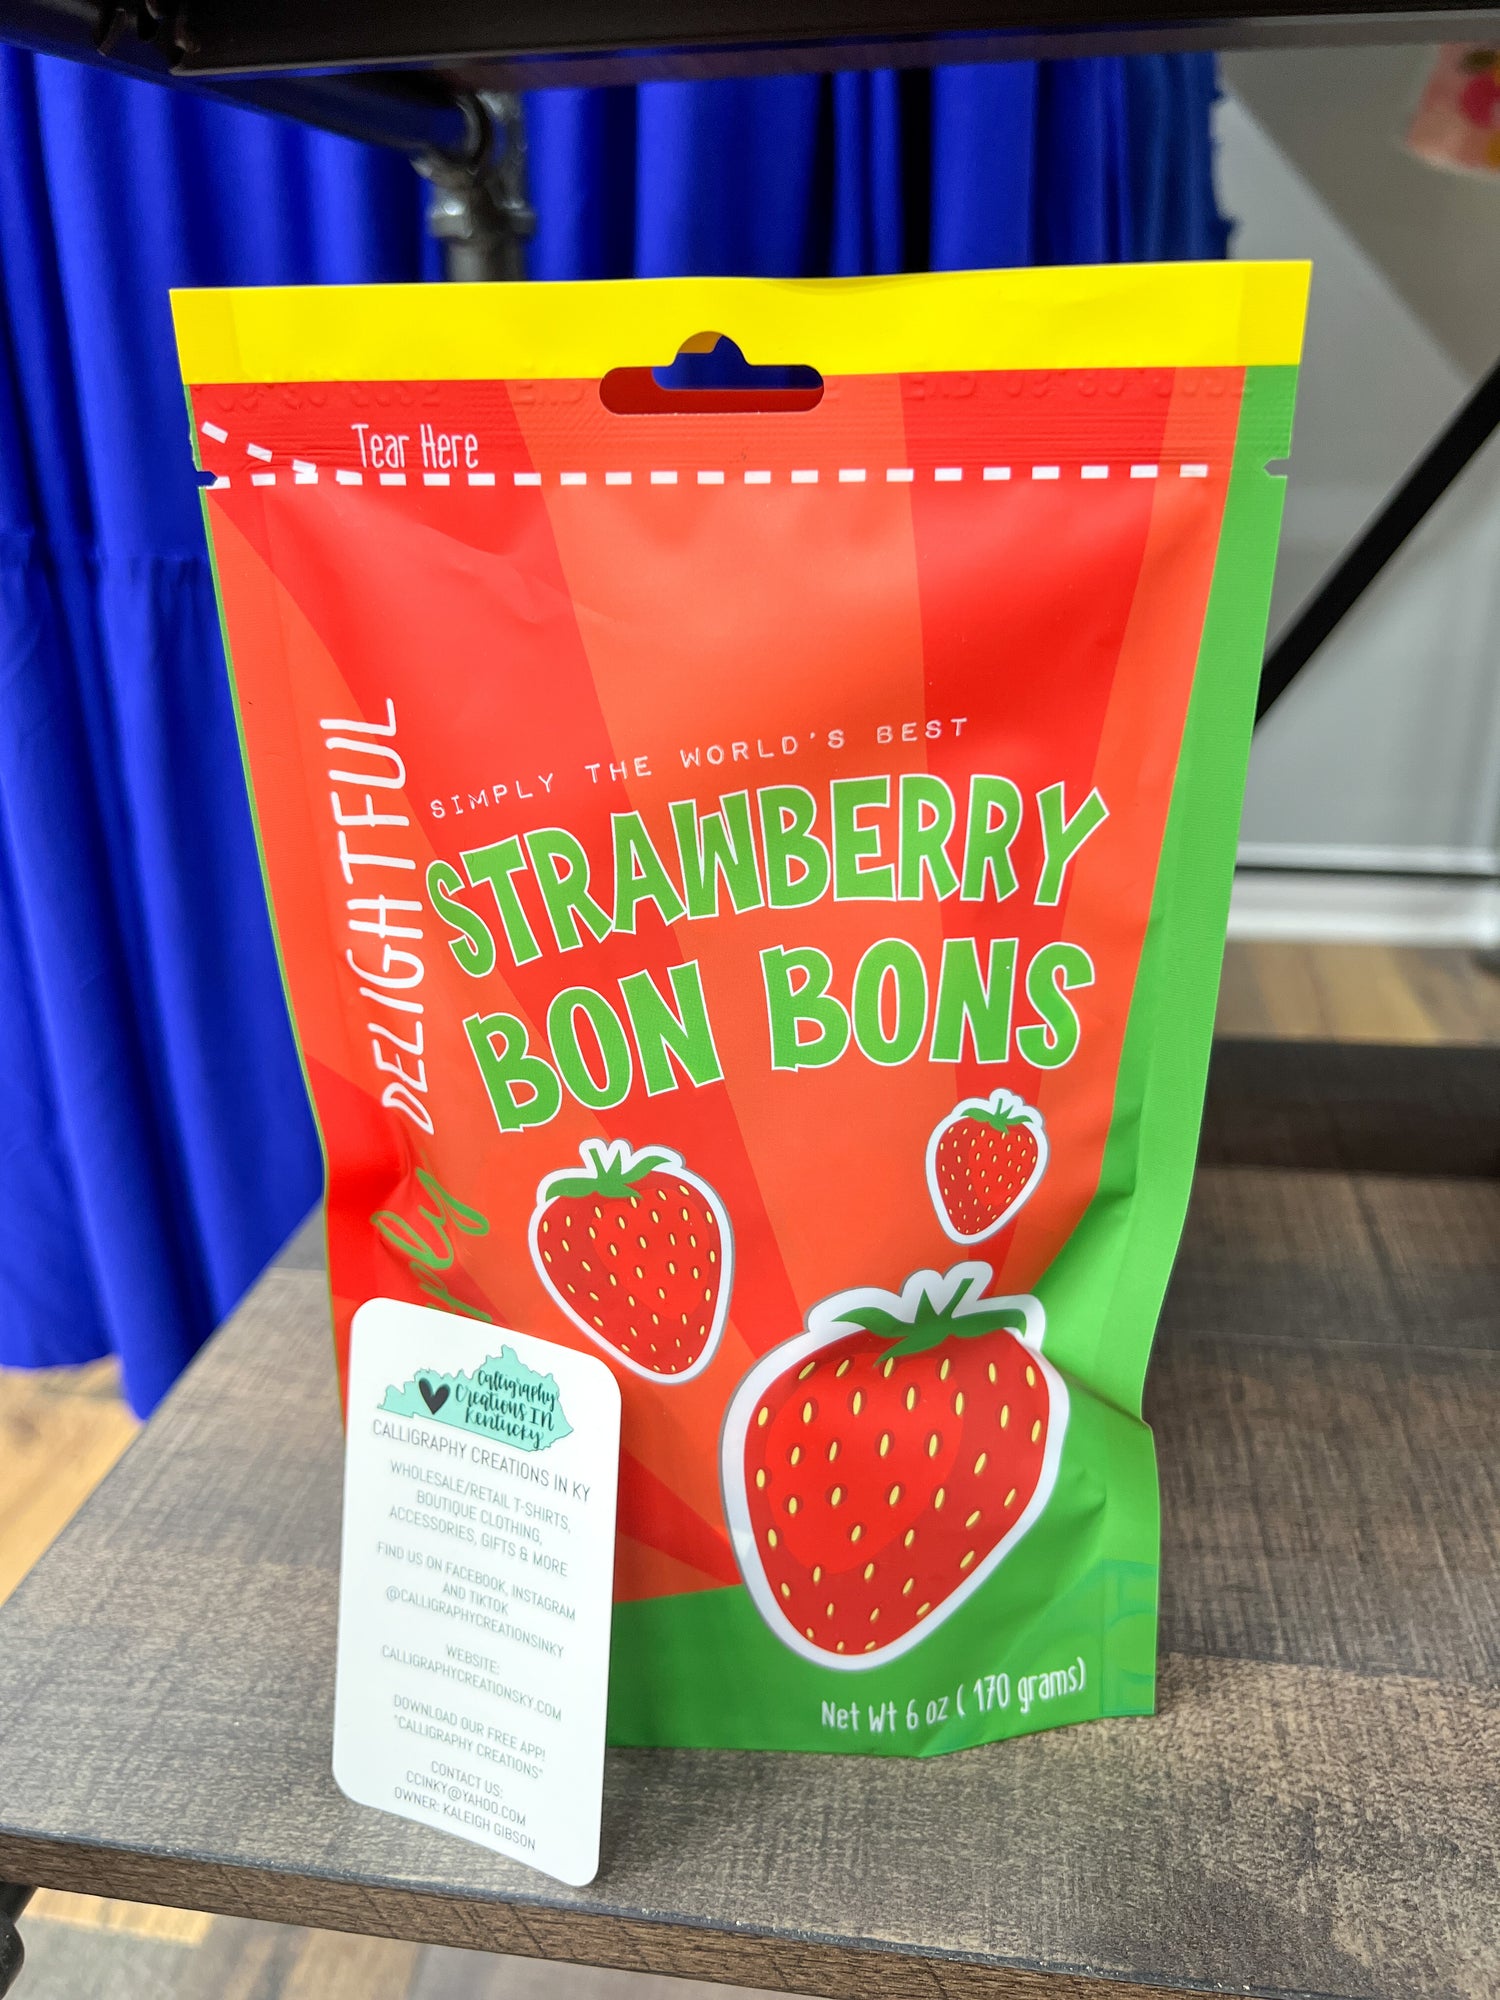 Tear Here
SIMPLY THE WORLD'S BEST
STRAWBERRY
BON BONS
DELIGHTFUL
Net Wt 6 oz ( 170 grams)
Calligraphy
Creations IN
Kentucky
CALLIGRAPHY CREATIONS IN KY
WHOLESALE/RETAIL T-SHIRTS,
BOUTIQUE CLOTHING,
ACCESSORIES, GIFTS & MORE
FIND US ON FACEBOOK, INSTAGRAM
AND TIKTOK
@CALLIGRAPHYCREATIONSINKY
WEBSITE:
CALLIGRAPHYCREATIONSKY.COM
DOWNLOAD OUR FREE APP!
"CALLIGRAPHY CREATIONS"
CONTACT US:
CCINKY@YAHOO.COM
OWNER: KALEIGH GIBSON